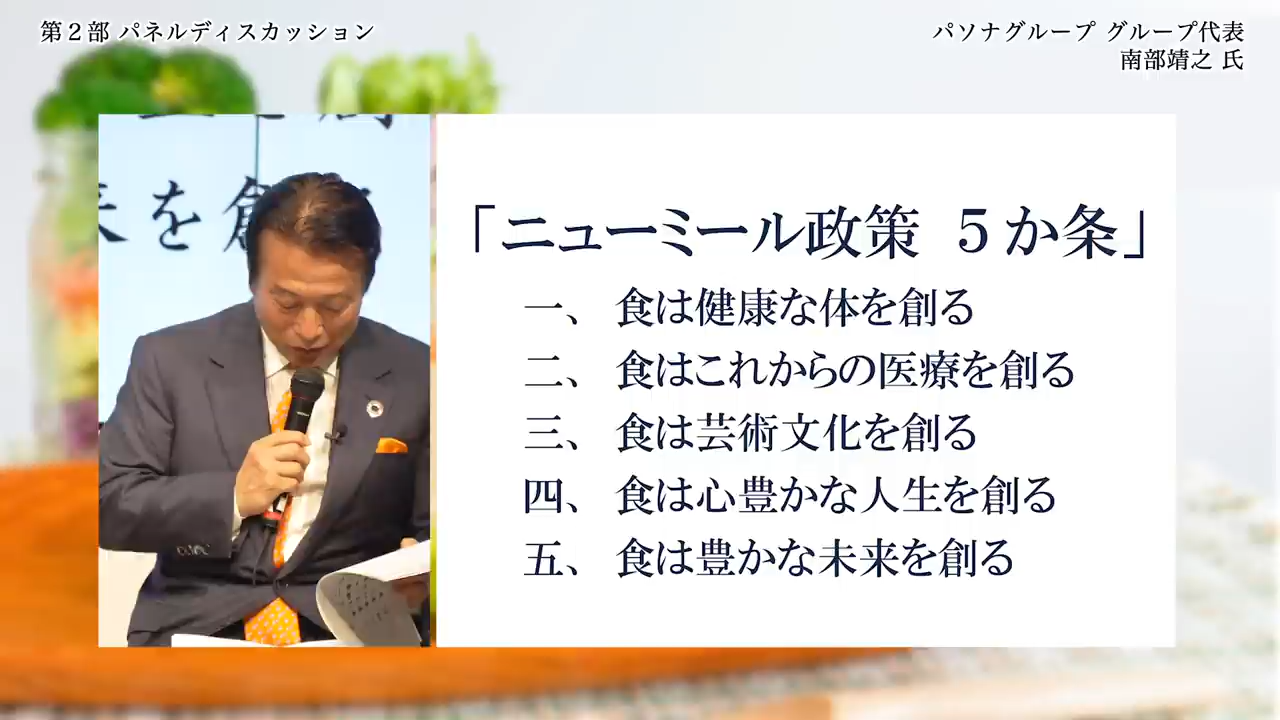 第２部 パネルディスカッション
パソナグループ グループ代表
南部靖之 氏
来を創
「ニューミール政策 ５か条」
一、 食は健康な体を創る
二、 食はこれからの医療を創る
三、 食は芸術文化を創る
四、 食は心豊かな人生を創る
五、 食は豊かな未来を創る